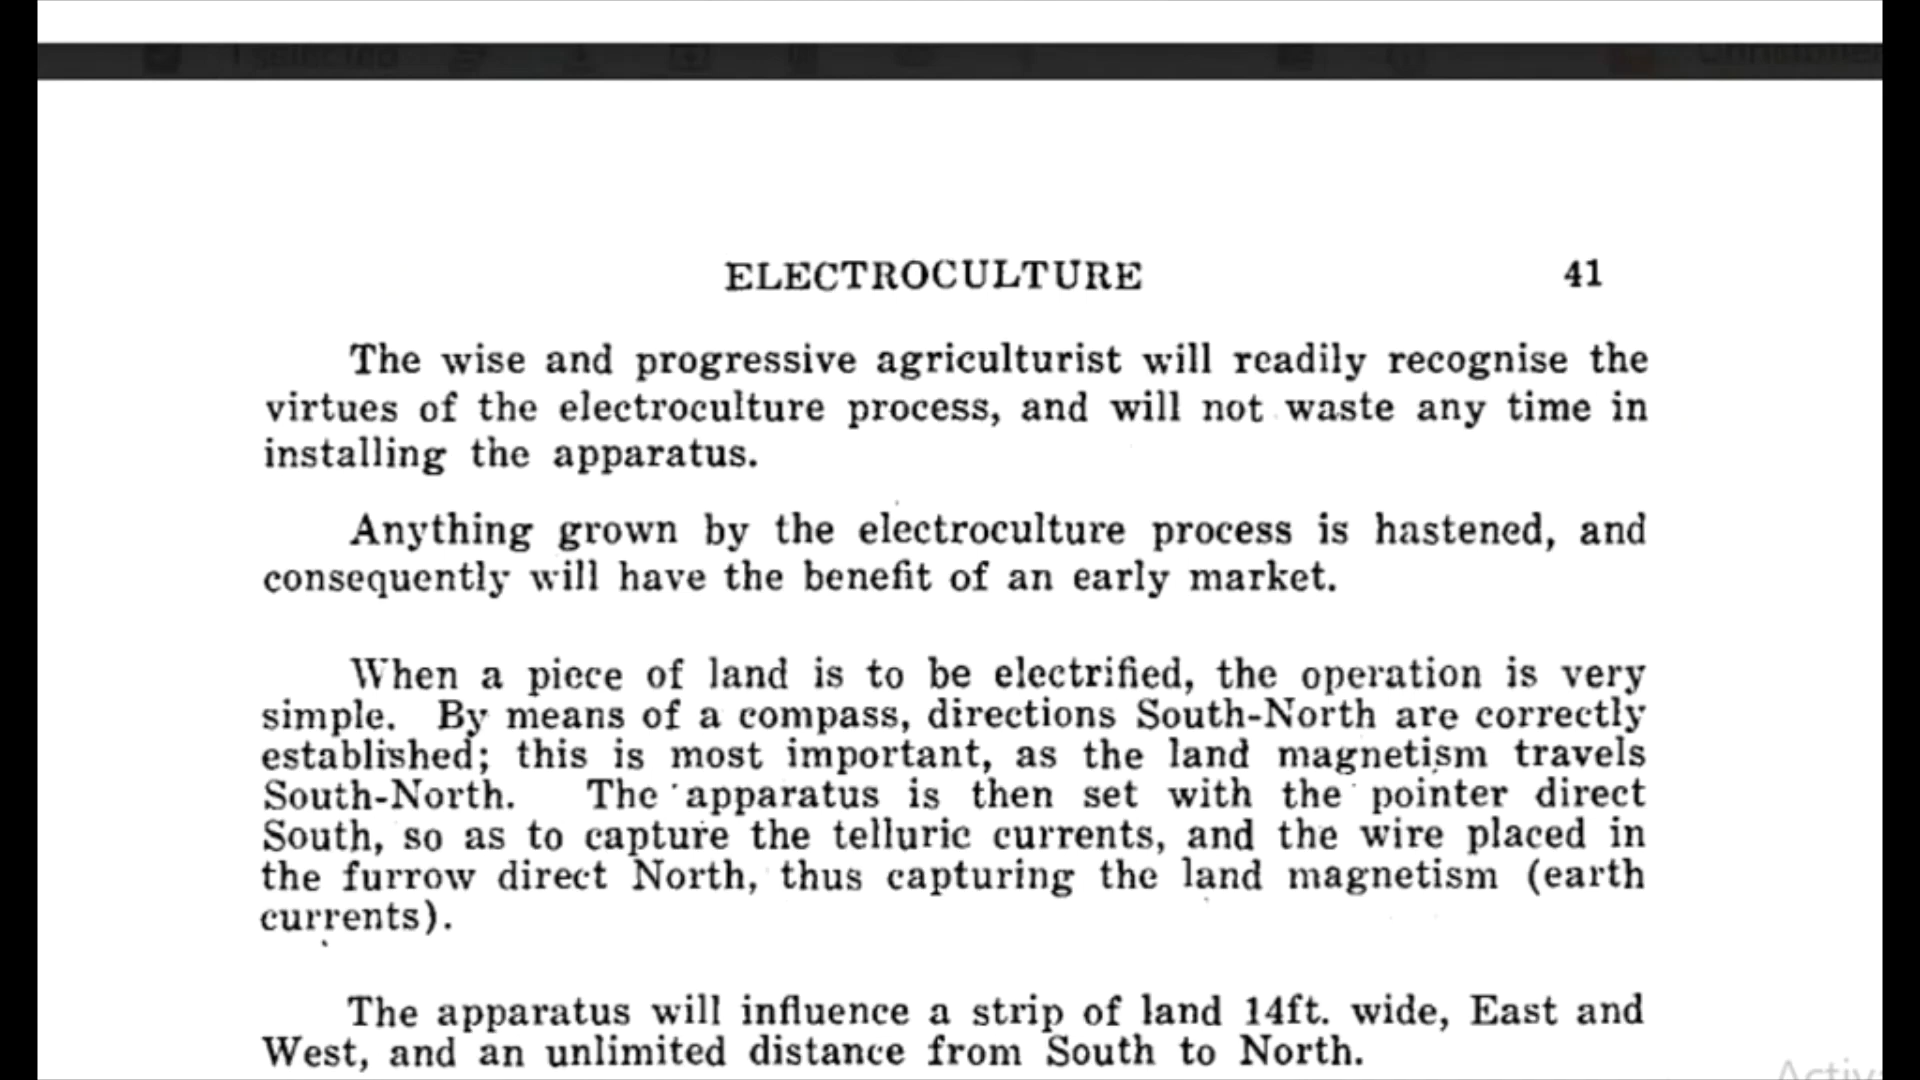 1 selected
ELECTROCULTURE 41
The wise and progressive agriculturist will readily recognise the
virtues of the electroculture process, and will not waste any time in
installing the apparatus.
Anything grown by the electroculture process is hastened, and
consequently will have the benefit of an early market.
When a piece of land is to be electrified, the operation is very
simple. By means of a compass, directions South-North are correctly
established; this is most important, as the land magnetism travels
South-North. The apparatus is then set with the pointer direct
South, so as to capture the telluric currents, and the wire placed in
the furrow direct North, thus capturing the land magnetism (earth
currents).
The apparatus will influence a strip of land 14ft. wide, East and
West, and an unlimited distance from South to North.